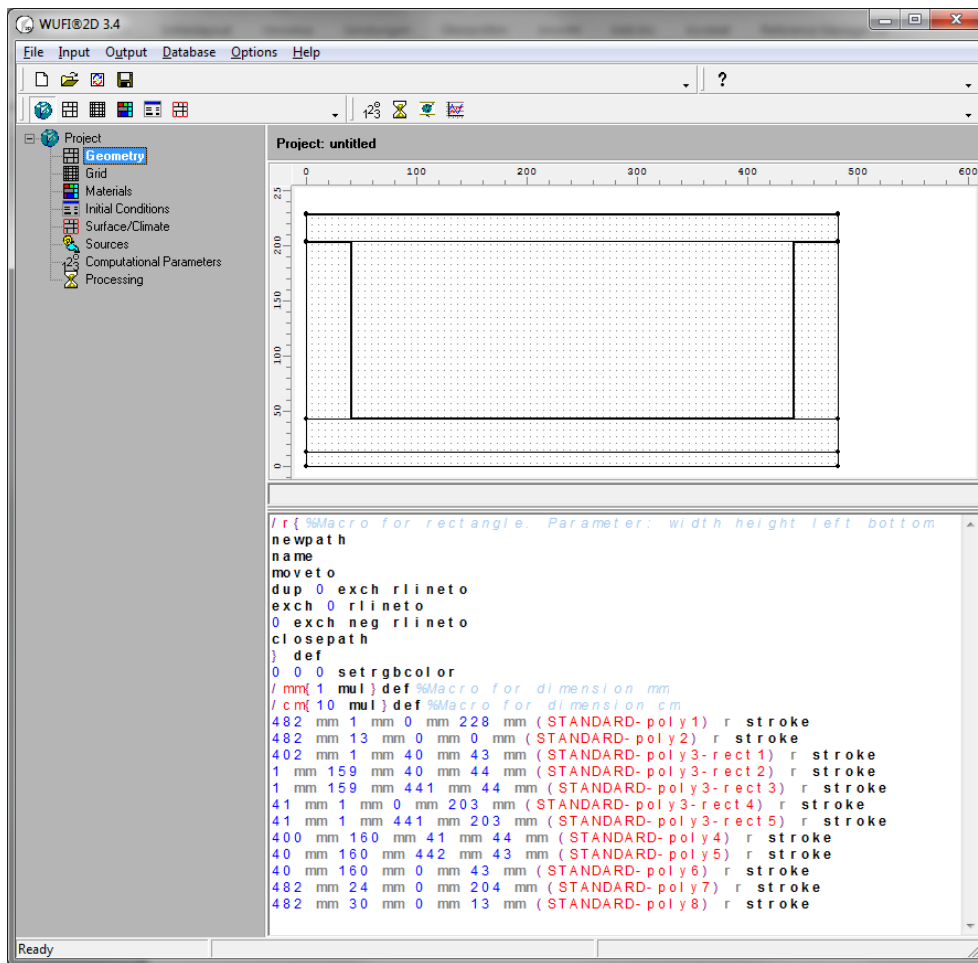 WUFI®2D 3.4
File Input Output Database Options Help
?
Project
Geometry
Grid
Materials
Initial Conditions
Surface/Climate
Sources
Computational Parameters
Processing
Project: untitled
0 100 200 300 400 500 600
25
200
150
100
50
0
/r{ %Macro for rectangle. Parameter: width height left bottom
newpath
name
moveto
dup 0 exch rlineto
exch 0 rlineto
0 exch neg rlineto
closepath
} def
0 0 0 setrgbcolor
/mm{1 mul}def %Macro for dimension mm
/cm{10 mul}def %Macro for dimension cm
482 mm 1 mm 0 mm 228 mm (STANDARD-poly1) r stroke
482 mm 13 mm 0 mm 0 mm (STANDARD-poly2) r stroke
402 mm 1 mm 40 mm 43 mm (STANDARD-poly3-rect1) r stroke
1 mm 159 mm 40 mm 44 mm (STANDARD-poly3-rect2) r stroke
1 mm 159 mm 441 mm 44 mm (STANDARD-poly3-rect3) r stroke
41 mm 1 mm 0 mm 203 mm (STANDARD-poly3-rect4) r stroke
41 mm 1 mm 441 mm 203 mm (STANDARD-poly3-rect5) r stroke
400 mm 160 mm 41 mm 44 mm (STANDARD-poly4) r stroke
40 mm 160 mm 442 mm 43 mm (STANDARD-poly5) r stroke
40 mm 160 mm 0 mm 43 mm (STANDARD-poly6) r stroke
482 mm 24 mm 0 mm 204 mm (STANDARD-poly7) r stroke
482 mm 30 mm 0 mm 13 mm (STANDARD-poly8) r stroke
Ready